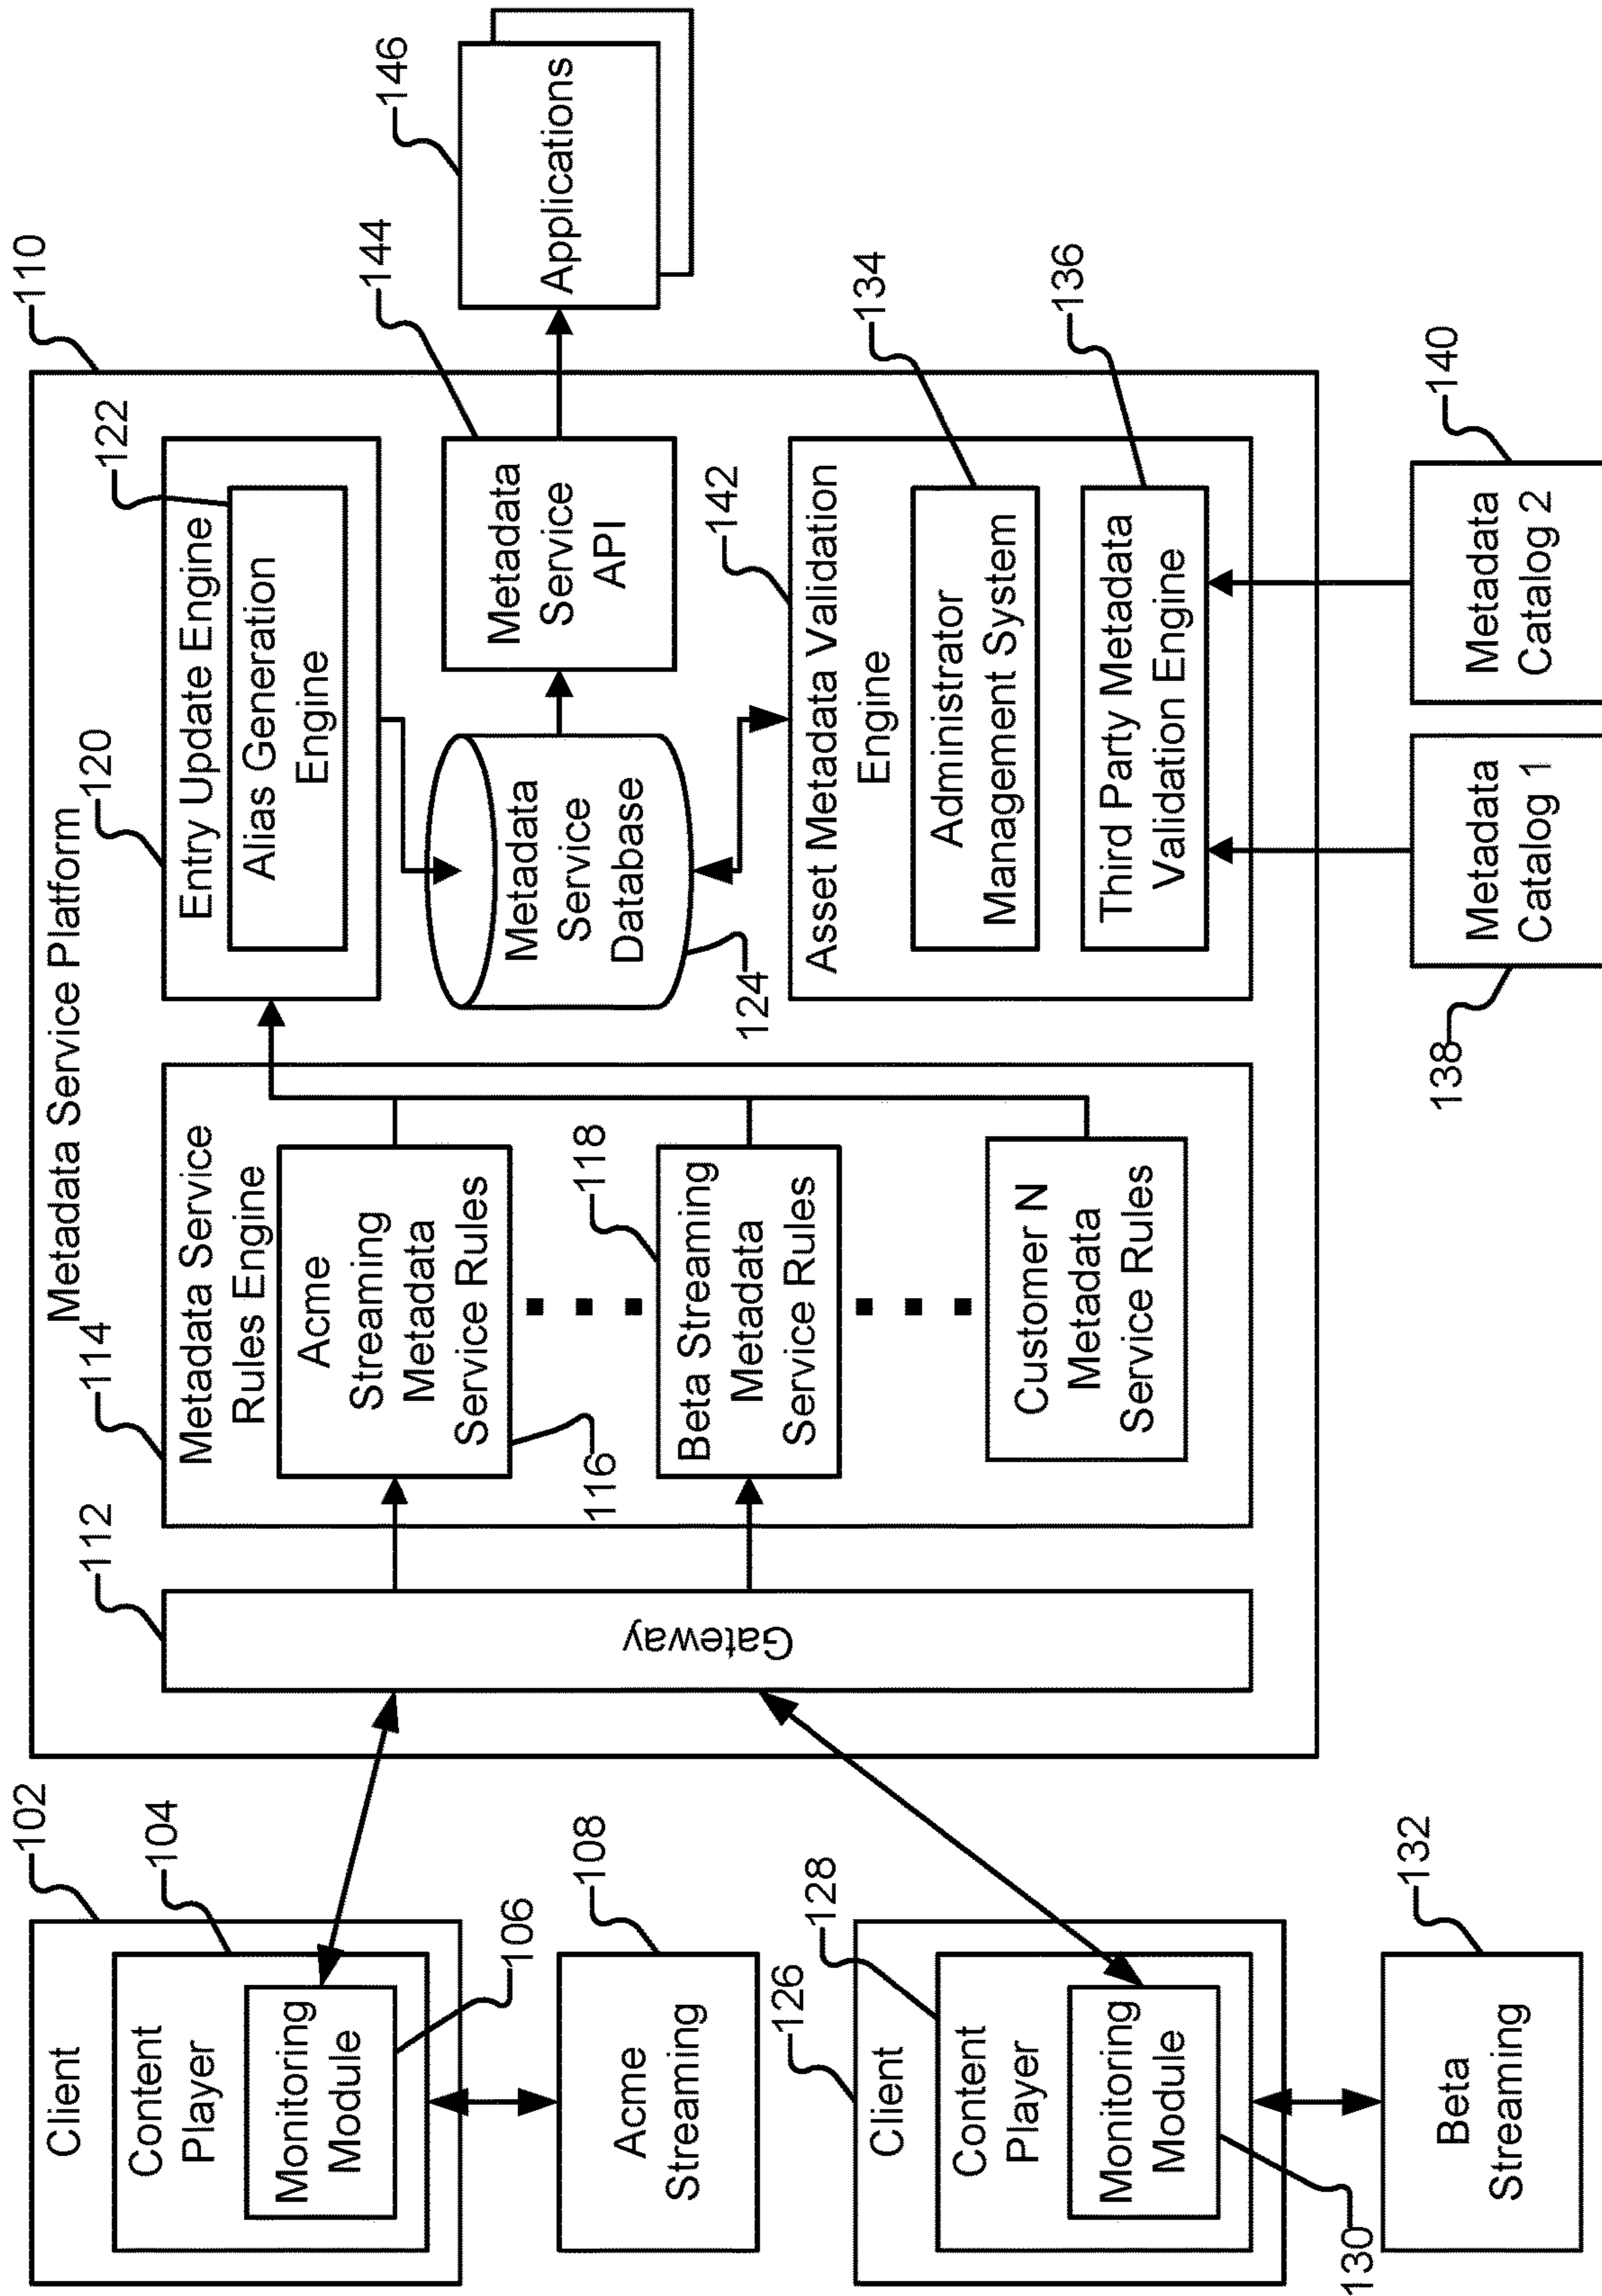 Client
102
Content
Player
104
Monitoring
Module
106
Acme
Streaming
108
Client
126
Content
Player
128
Monitoring
Module
130
Beta
Streaming
132
Metadata Service Platform
110
Gateway
112
Metadata Service
Rules Engine
114
Acme
Streaming
Metadata
Service Rules
116
Beta Streaming
Metadata
Service Rules
118
Customer N
Metadata
Service Rules
Entry Update Engine
120
Alias Generation
Engine
122
Metadata
Service
Database
124
Metadata
Service
API
144
Applications
146
Asset Metadata Validation
Engine
142
Administrator
Management System
134
Third Party Metadata
Validation Engine
136
Metadata
Catalog 1
138
Metadata
Catalog 2
140